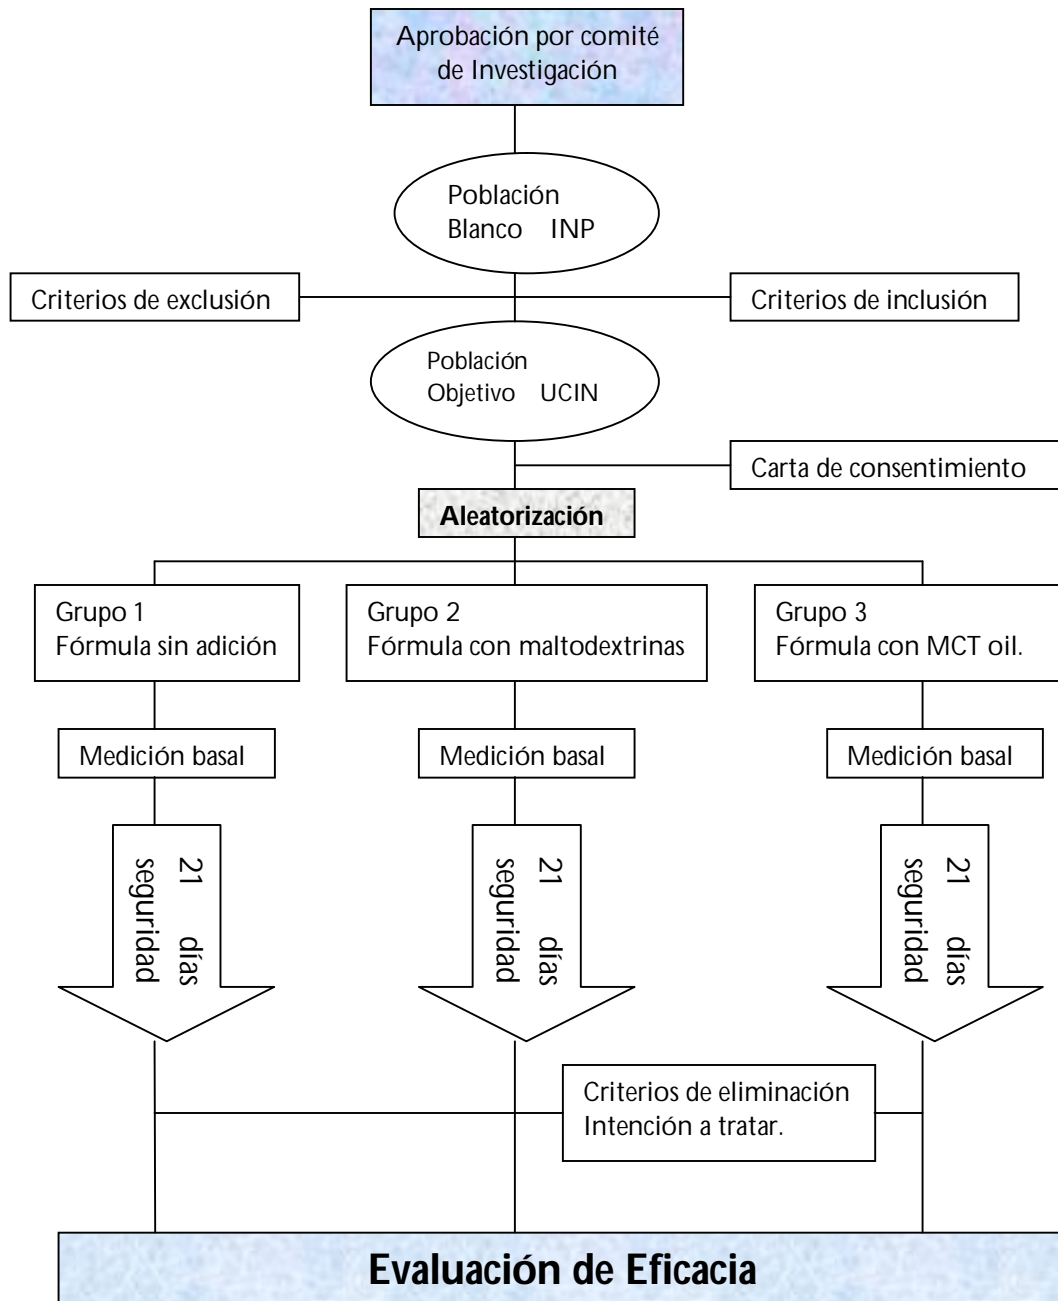 Aprobación por comité
de Investigación
Población
Blanco INP
Criterios de exclusión
Criterios de inclusión
Población
Objetivo UCIN
Carta de consentimiento
Aleatorización
Grupo 1
Fórmula sin adición
Grupo 2
Fórmula con maltodextrinas
Grupo 3
Fórmula con MCT oil.
Medición basal
Medición basal
Medición basal
21 días
seguridad
21 días
seguridad
21 días
seguridad
Criterios de eliminación
Intención a tratar.
Evaluación de Eficacia